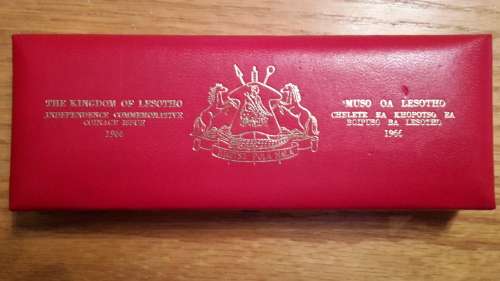 THE KINGDOM OF LESOTHO
INDEPENDENCE COMMEMORATIVE
COINAGE ISSUE
1966
MUSO OA LESOTHO
CHELETE EA KHOPOTSO EA
BOIPUSO BA LESOTHO
1966